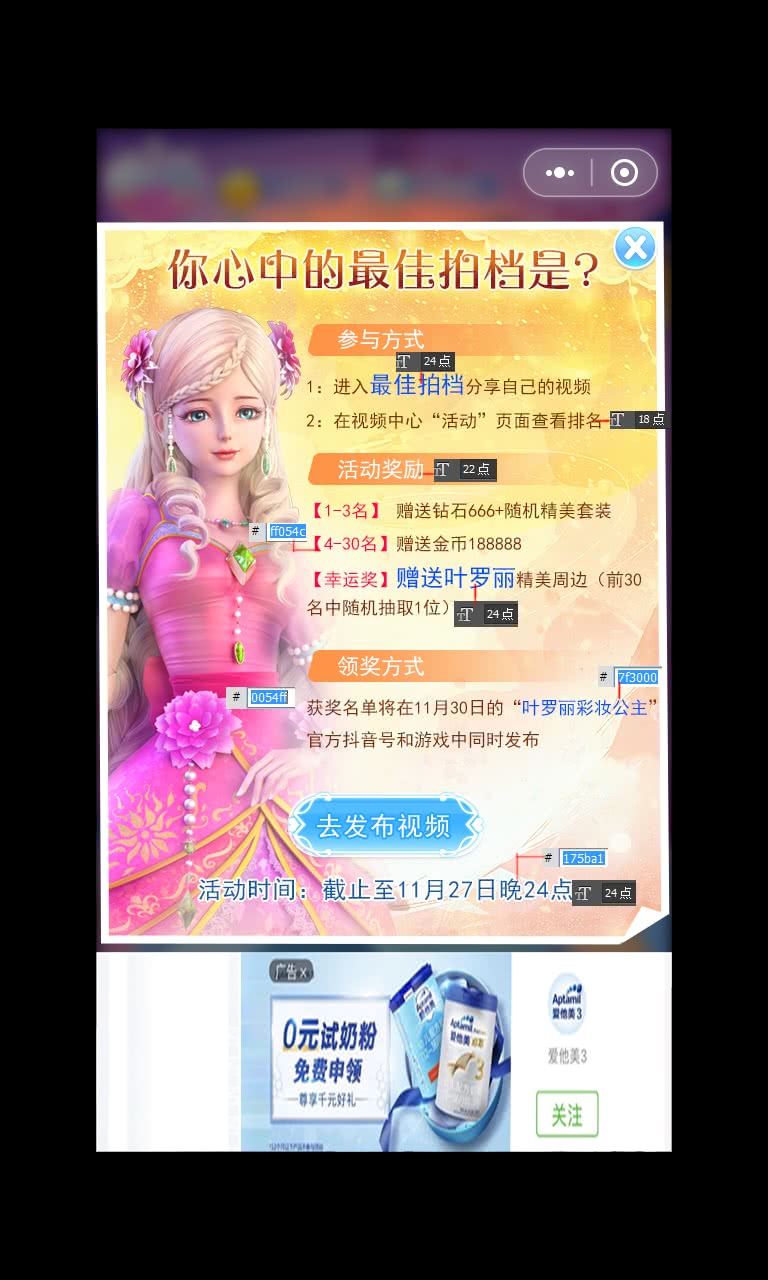 你心中的最佳拍档是?
参与方式
T 24点
1：进入最佳拍档分享自己的视频
2：在视频中心“活动”页面查看排名 T 18点
活动奖励 T 22点
【1-3名】 赠送钻石666+随机精美套装
# ff054c
【4-30名】赠送金币188888
【幸运奖】赠送叶罗丽精美周边（前30
名中随机抽取1位） T 24点
领奖方式
# 7f3000
# 0054ff
获奖名单将在11月30日的“叶罗丽彩妆公主”
官方抖音号和游戏中同时发布
去发布视频
# 175ba1
活动时间：截止至11月27日晚24点 T 24点
广告 x
0元试奶粉
免费申领
尊享千元好礼
Aptamil
爱他美
3
Aptamil
爱他美3
爱他美3
关注